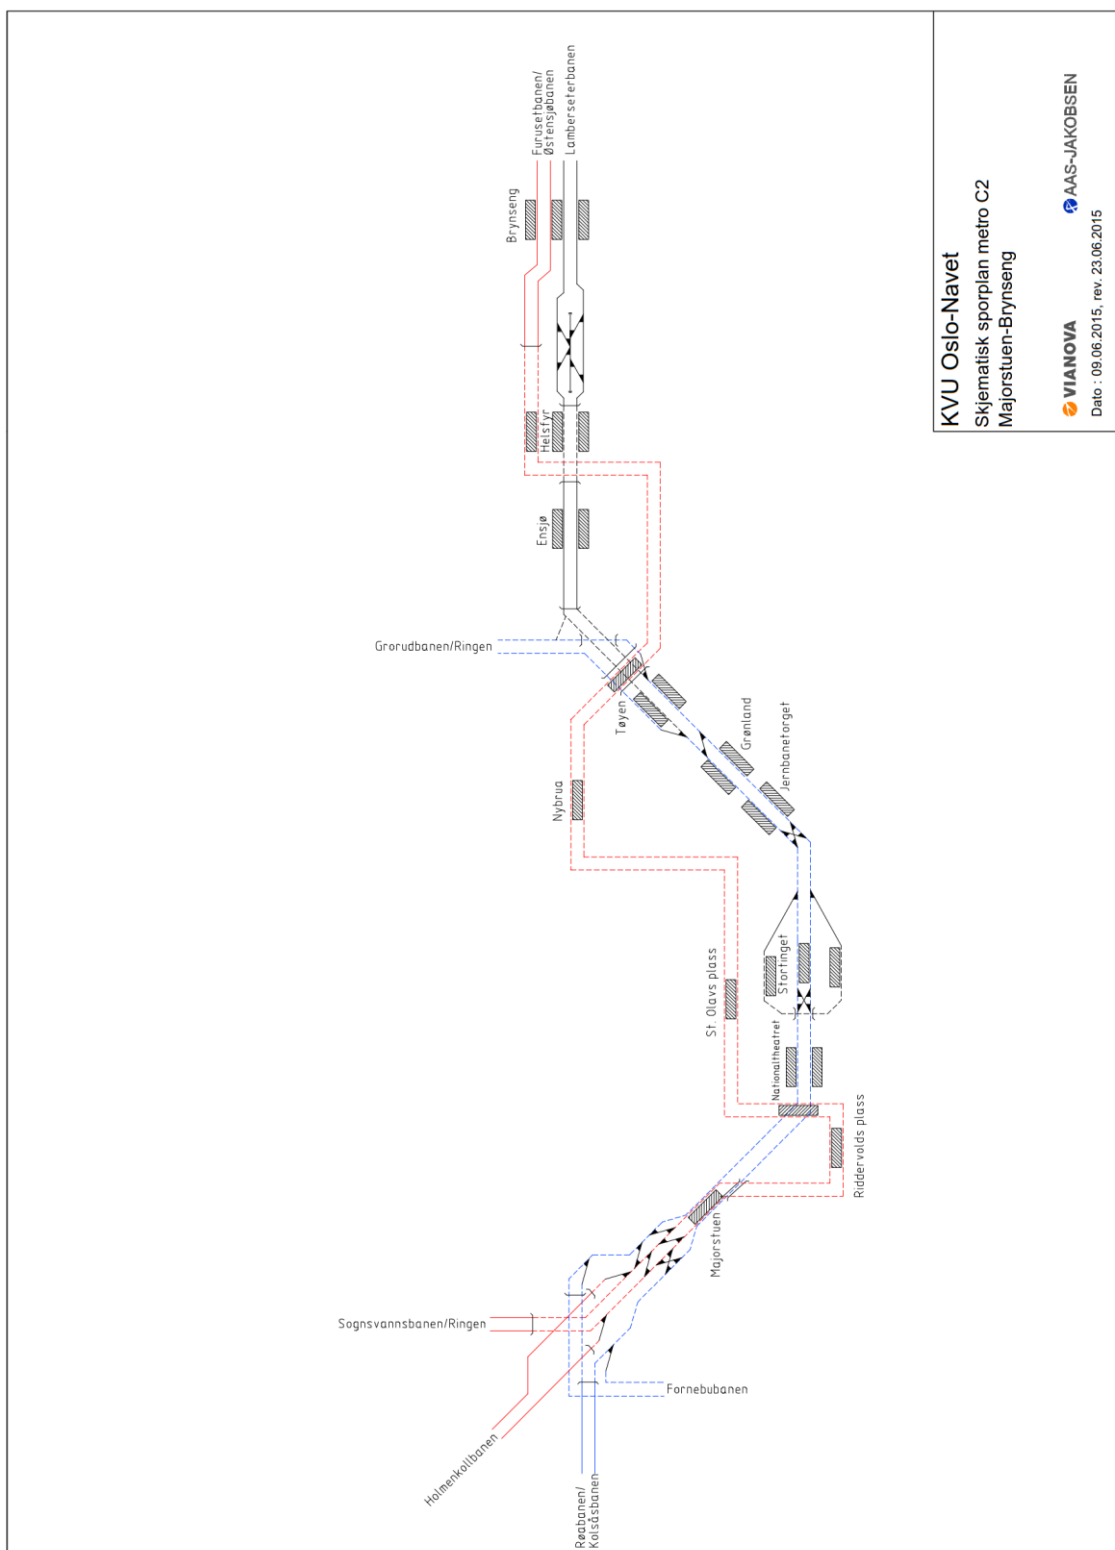 Furusetbanen/
Østensjøbanen
Lamberseterbanen
Brynseng
Helsfyr
Ensjø
Grorudbanen/Ringen
Tøyen
Grønland
Jernbanetorget
Nybrua
Stortinget
St. Olavs plass
Nationaltheatret
Riddervolds plass
Majorstuen
Sognsvannsbanen/Ringen
Fornebubanen
Holmenkollbanen
Røabanen/
Kolsåsbanen
KVU Oslo-Navet
Skjematisk sporplan metro C2
Majorstuen-Brynseng
VIANOVA
AAS-JAKOBSEN
Dato : 09.06.2015, rev. 23.06.2015